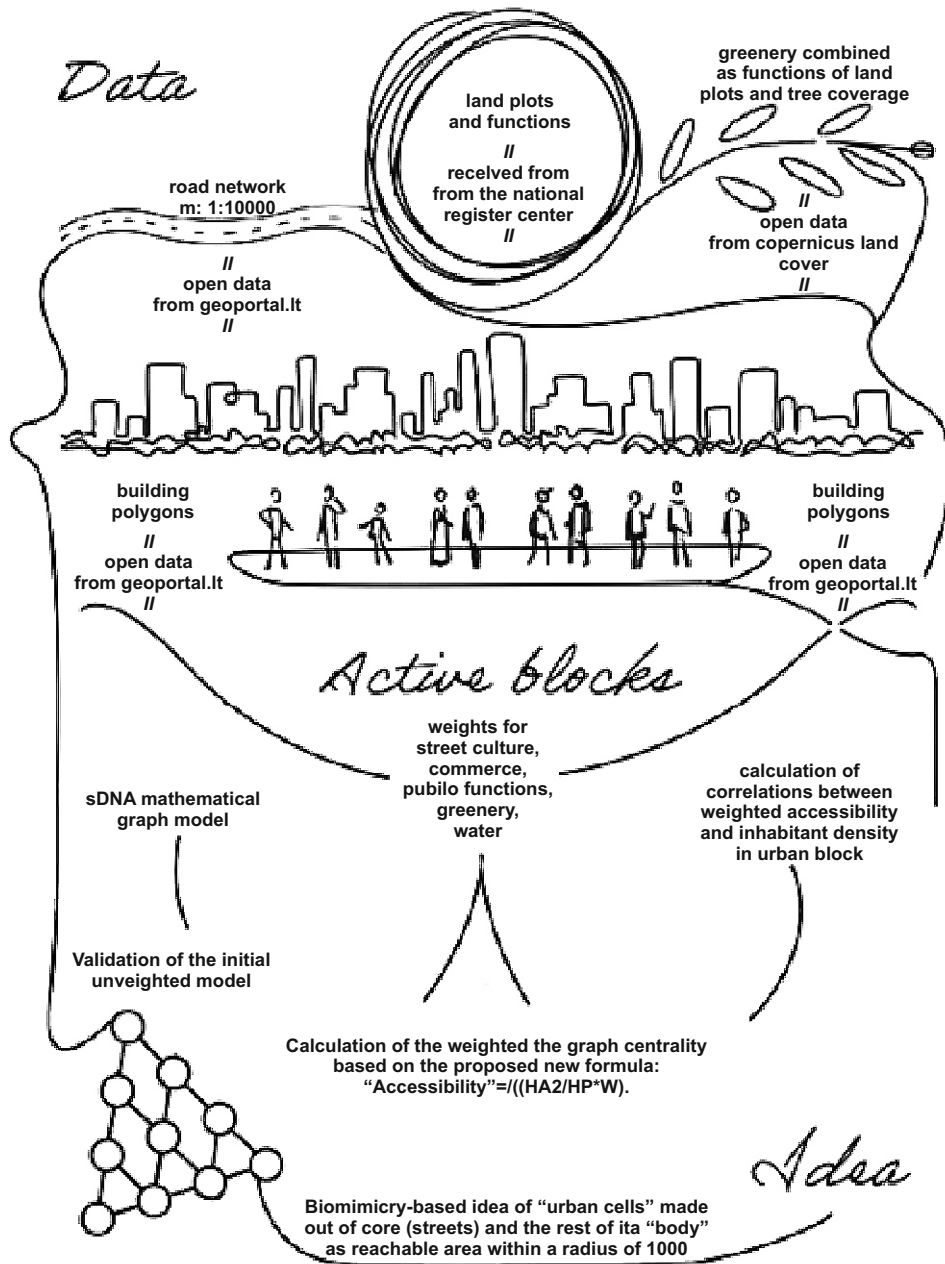 Data
greenery combined
as functions of land
plots and tree coverage
land plots
and functions
//
recelved from
from the national
register center
//
road network
m: 1:10000
//
open data
from geoportal.lt
//
//
open data
from copernicus land
cover
//
building
polygons
//
open data
from geoportal.lt
//
building
polygons
//
open data
from geoportal.lt
//
Active blocks
weights for
street culture,
commerce,
pubilo functions,
greenery,
water
sDNA mathematical
graph model
calculation of
correlations between
weighted accessibility
and inhabitant density
in urban block
Validation of the initial
unveighted model
Calculation of the weighted the graph centrality
based on the proposed new formula:
“Accessibility”=/((HA2/HP*W).
Idea
Biomimicry-based idea of “urban cells” made
out of core (streets) and the rest of ita “body”
as reachable area within a radius of 1000